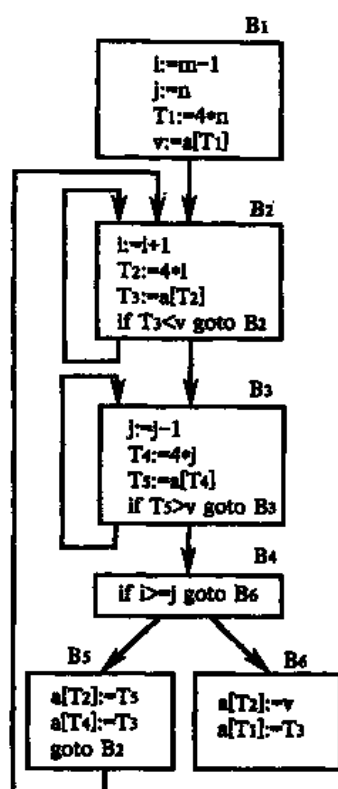 B1
i:=m-1
j:=n
T1:=4*n
v:=a[T1]
B2
i:=i+1
T2:=4*i
T3:=a[T2]
if T3<v goto B2
B3
j:=j-1
T4:=4*j
T5:=a[T4]
if T5>v goto B3
B4
if i>=j goto B6
B5
a[T2]:=T5
a[T4]:=T3
goto B2
B6
a[T2]:=v
a[T1]:=T3